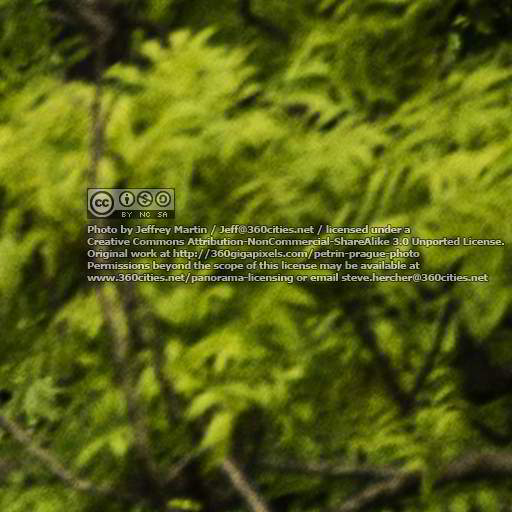 cc
BY NC SA
Photo by Jeffrey Martin / Jeff@360cities.net / licensed under a
Creative Commons Attribution-NonCommercial-ShareAlike 3.0 Unported License.
Original work at http://360gigapixels.com/petrin-prague-photo
Permissions beyond the scope of this license may be available at
www.360cities.net/panorama-licensing or email steve.hercher@360cities.net